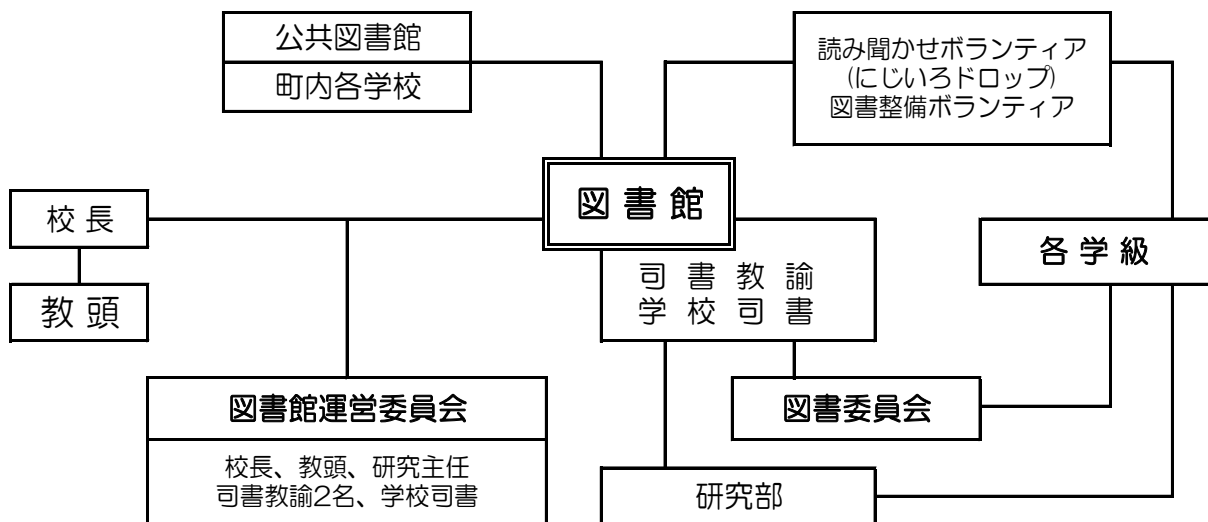 公共図書館
町内各学校
読み聞かせボランティア
(にじいろドロップ)
図書整備ボランティア
図書館
校長
教頭
司書教諭
学校司書
各学級
図書館運営委員会
校長、教頭、研究主任
司書教諭2名、学校司書
図書委員会
研究部